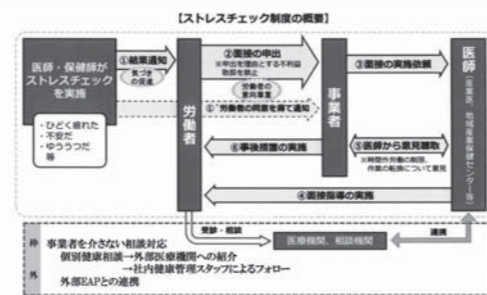 【ストレスチェック制度の概要】
医師・保健師が
ストレスチェック
を実施
・ひどく疲れた
・不安だ
・ゆううつだ
等
①結果通知
気づき
の促進
労働者
②面接の申出
※申出を理由とする不利益
取扱を禁止
労働者の
意向尊重
①’労働者の同意を得て通知
⑥事後措置の実施
事業者
③面接の実施依頼
⑤医師から意見聴取
※時間外労働の制限、
作業の転換について意見
④面接指導の実施
医師
(産業医、地域産業保健センター等)
受診・相談
医療機関、相談機関
連携
枠
外
事業者を介さない相談対応
個別健康相談→外部医療機関への紹介
→社内健康管理スタッフによるフォロー
外部EAPとの連携